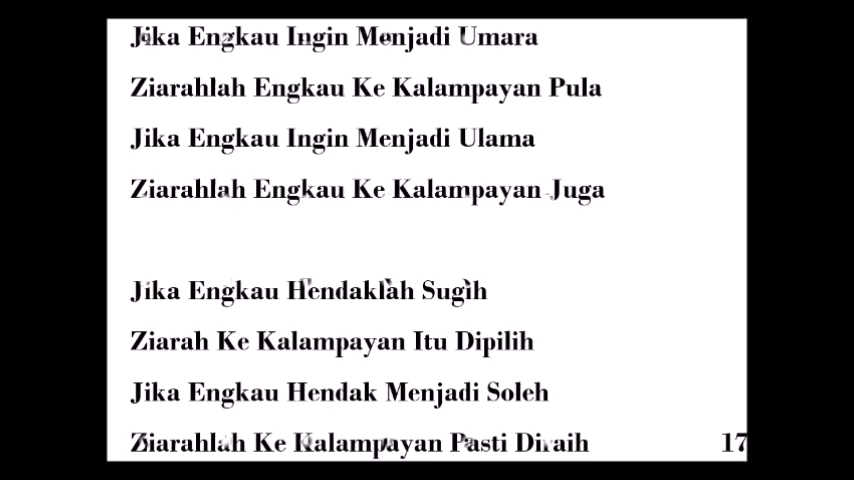 Jika Engkau Ingin Menjadi Umara
Ziarahlah Engkau Ke Kalampayan Pula
Jika Engkau Ingin Menjadi Ulama
Ziarahlah Engkau Ke Kalampayan Juga
Jika Engkau Hendaklah Sugih
Ziarah Ke Kalampayan Itu Dipilih
Jika Engkau Hendak Menjadi Soleh
Ziarahlah Ke Kalampayan Pasti Diraih
17